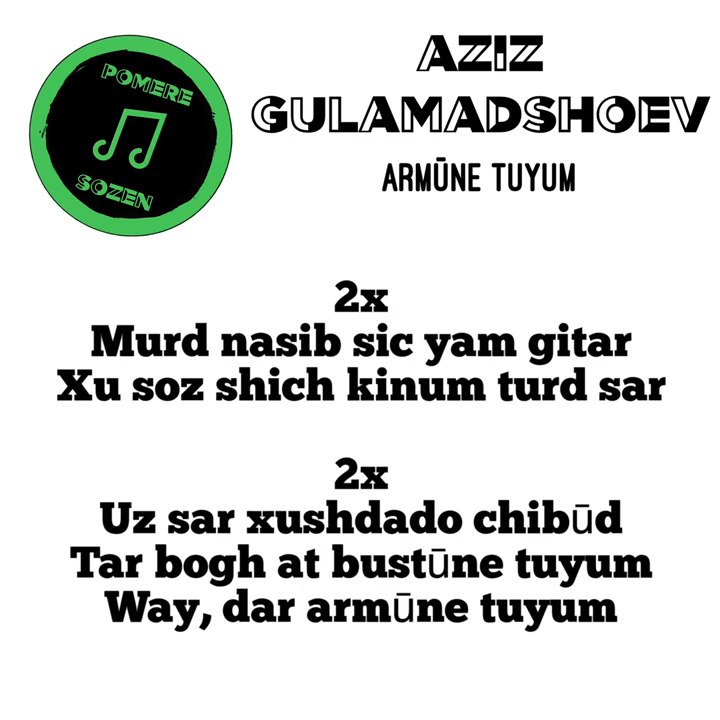 POMERE
SOZEN
AZIZ
GULAMADSHOEV
ARMŪNE TUYUM
2x
Murd nasib sic yam gitar
Xu soz shich kinum turd sar
2x
Uz sar xushdado chibūd
Tar bogh at bustūne tuyum
Way, dar armūne tuyum